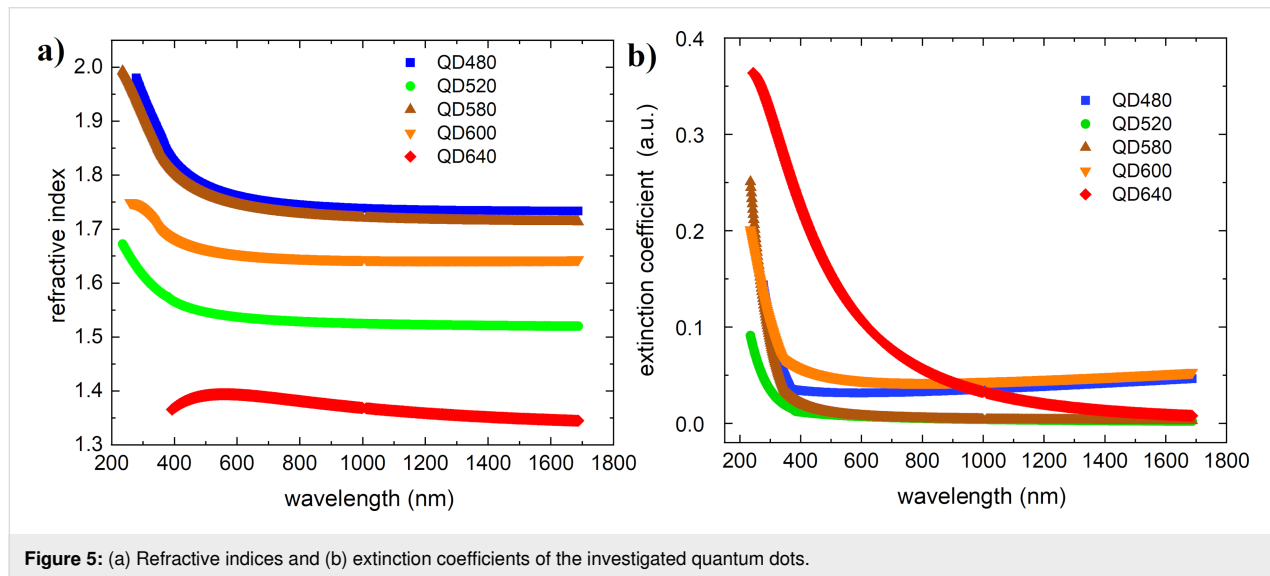 a)
2.0
1.9
1.8
1.7
1.6
1.5
1.4
1.3
refractive index
200 400 600 800 1000 1200 1400 1600 1800
wavelength (nm)
QD480
QD520
QD580
QD600
QD640
b)
0.4
0.3
0.2
0.1
0.0
extinction coefficient (a.u.)
200 400 600 800 1000 1200 1400 1600 1800
wavelength (nm)
QD480
QD520
QD580
QD600
QD640
Figure 5: (a) Refractive indices and (b) extinction coefficients of the investigated quantum dots.